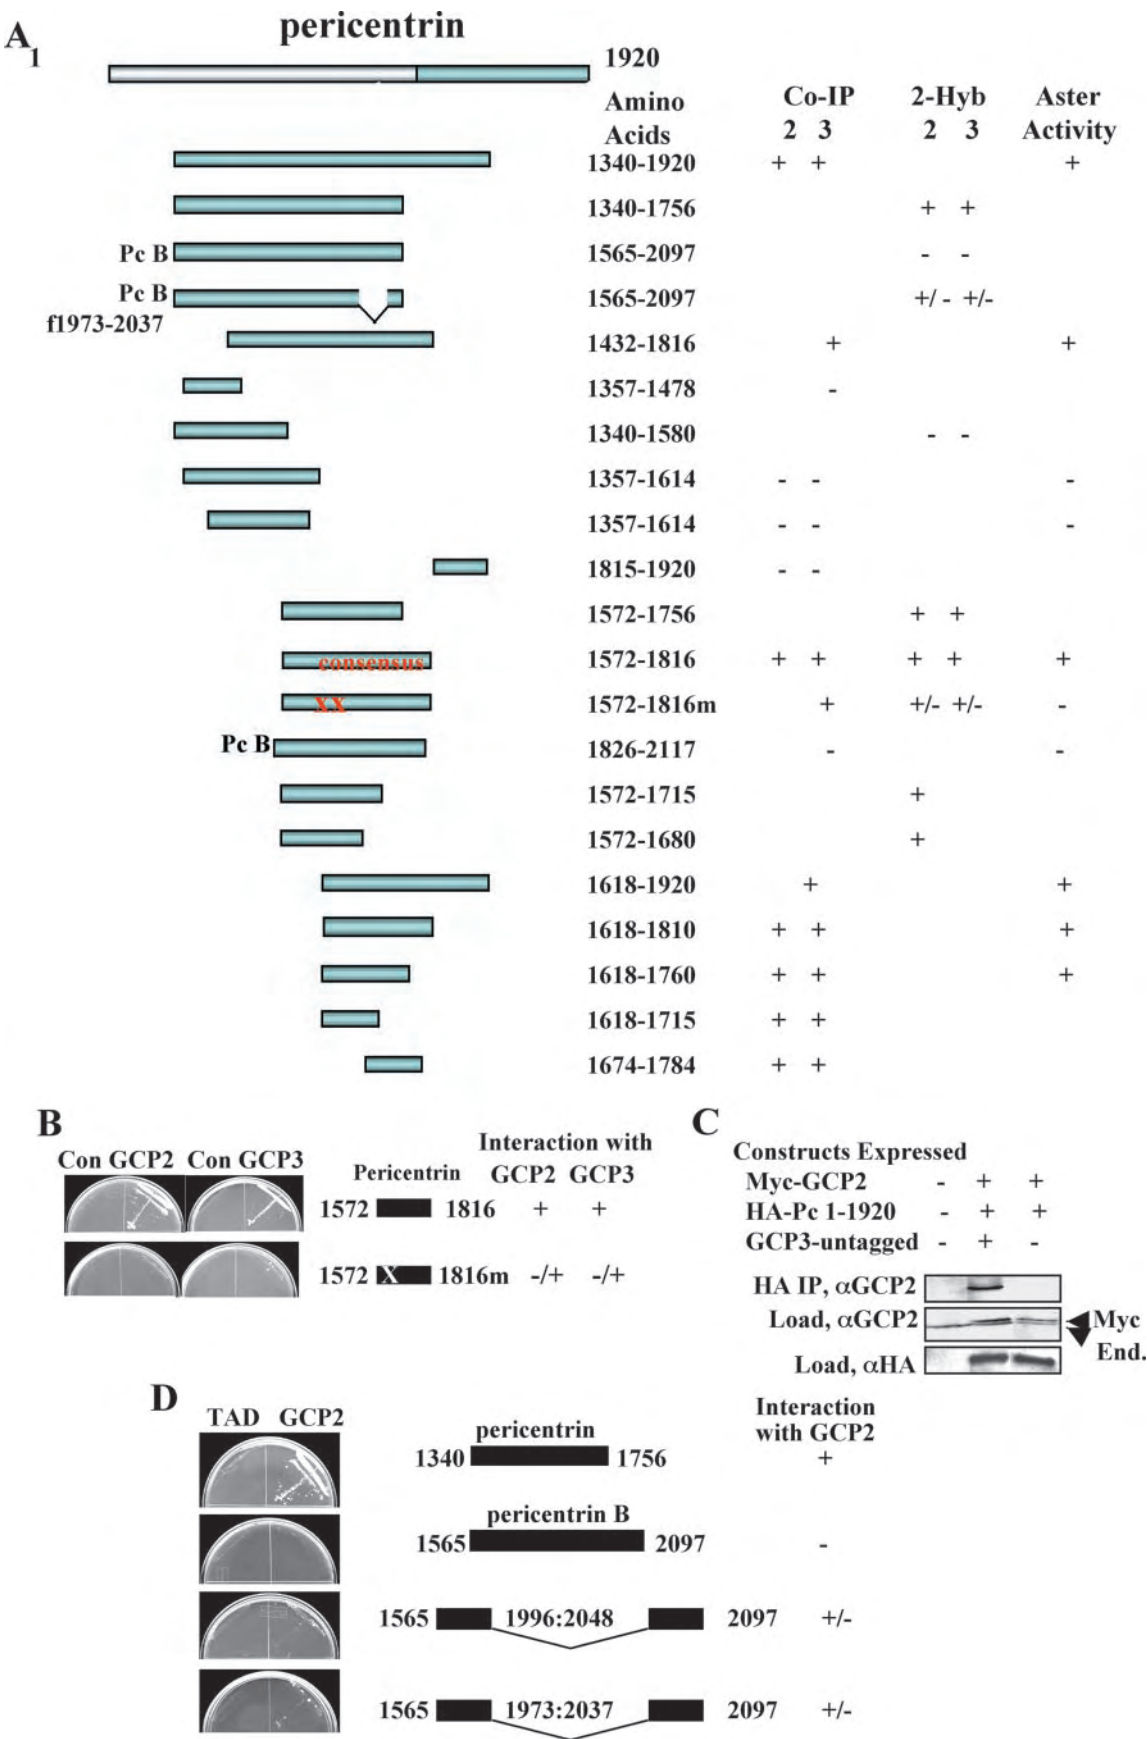 A
pericentrin
1 1920
Amino Acids Co-IP 2-Hyb Aster Activity
2 3 2 3
1340-1920 + + +
1340-1756 + +
Pc B 1565-2097 - -
Pc B 1565-2097 +/- +/-
f1973-2037
1432-1816 + +
1357-1478 -
1340-1580 - -
1357-1614 - - -
1357-1614 - - -
1815-1920 - -
1572-1756 + +
consensus 1572-1816 + + + + +
XX 1572-1816m + +/- +/- -
Pc B 1826-2117 - -
1572-1715 +
1572-1680 +
1618-1920 + +
1618-1810 + + +
1618-1760 + + +
1618-1715 + +
1674-1784 + +
B
Con GCP2 Con GCP3
Interaction with
Pericentrin GCP2 GCP3
1572 1816 + +
1572 X 1816m -/+ -/+
C
Constructs Expressed
Myc-GCP2 - + +
HA-Pc 1-1920 - + +
GCP3-untagged - + -
HA IP, αGCP2
Load, αGCP2 Myc
End.
Load, αHA
D
TAD GCP2
Interaction with GCP2
pericentrin
1340 1756 +
pericentrin B
1565 2097 -
1565 1996:2048 2097 +/-
1565 1973:2037 2097 +/-